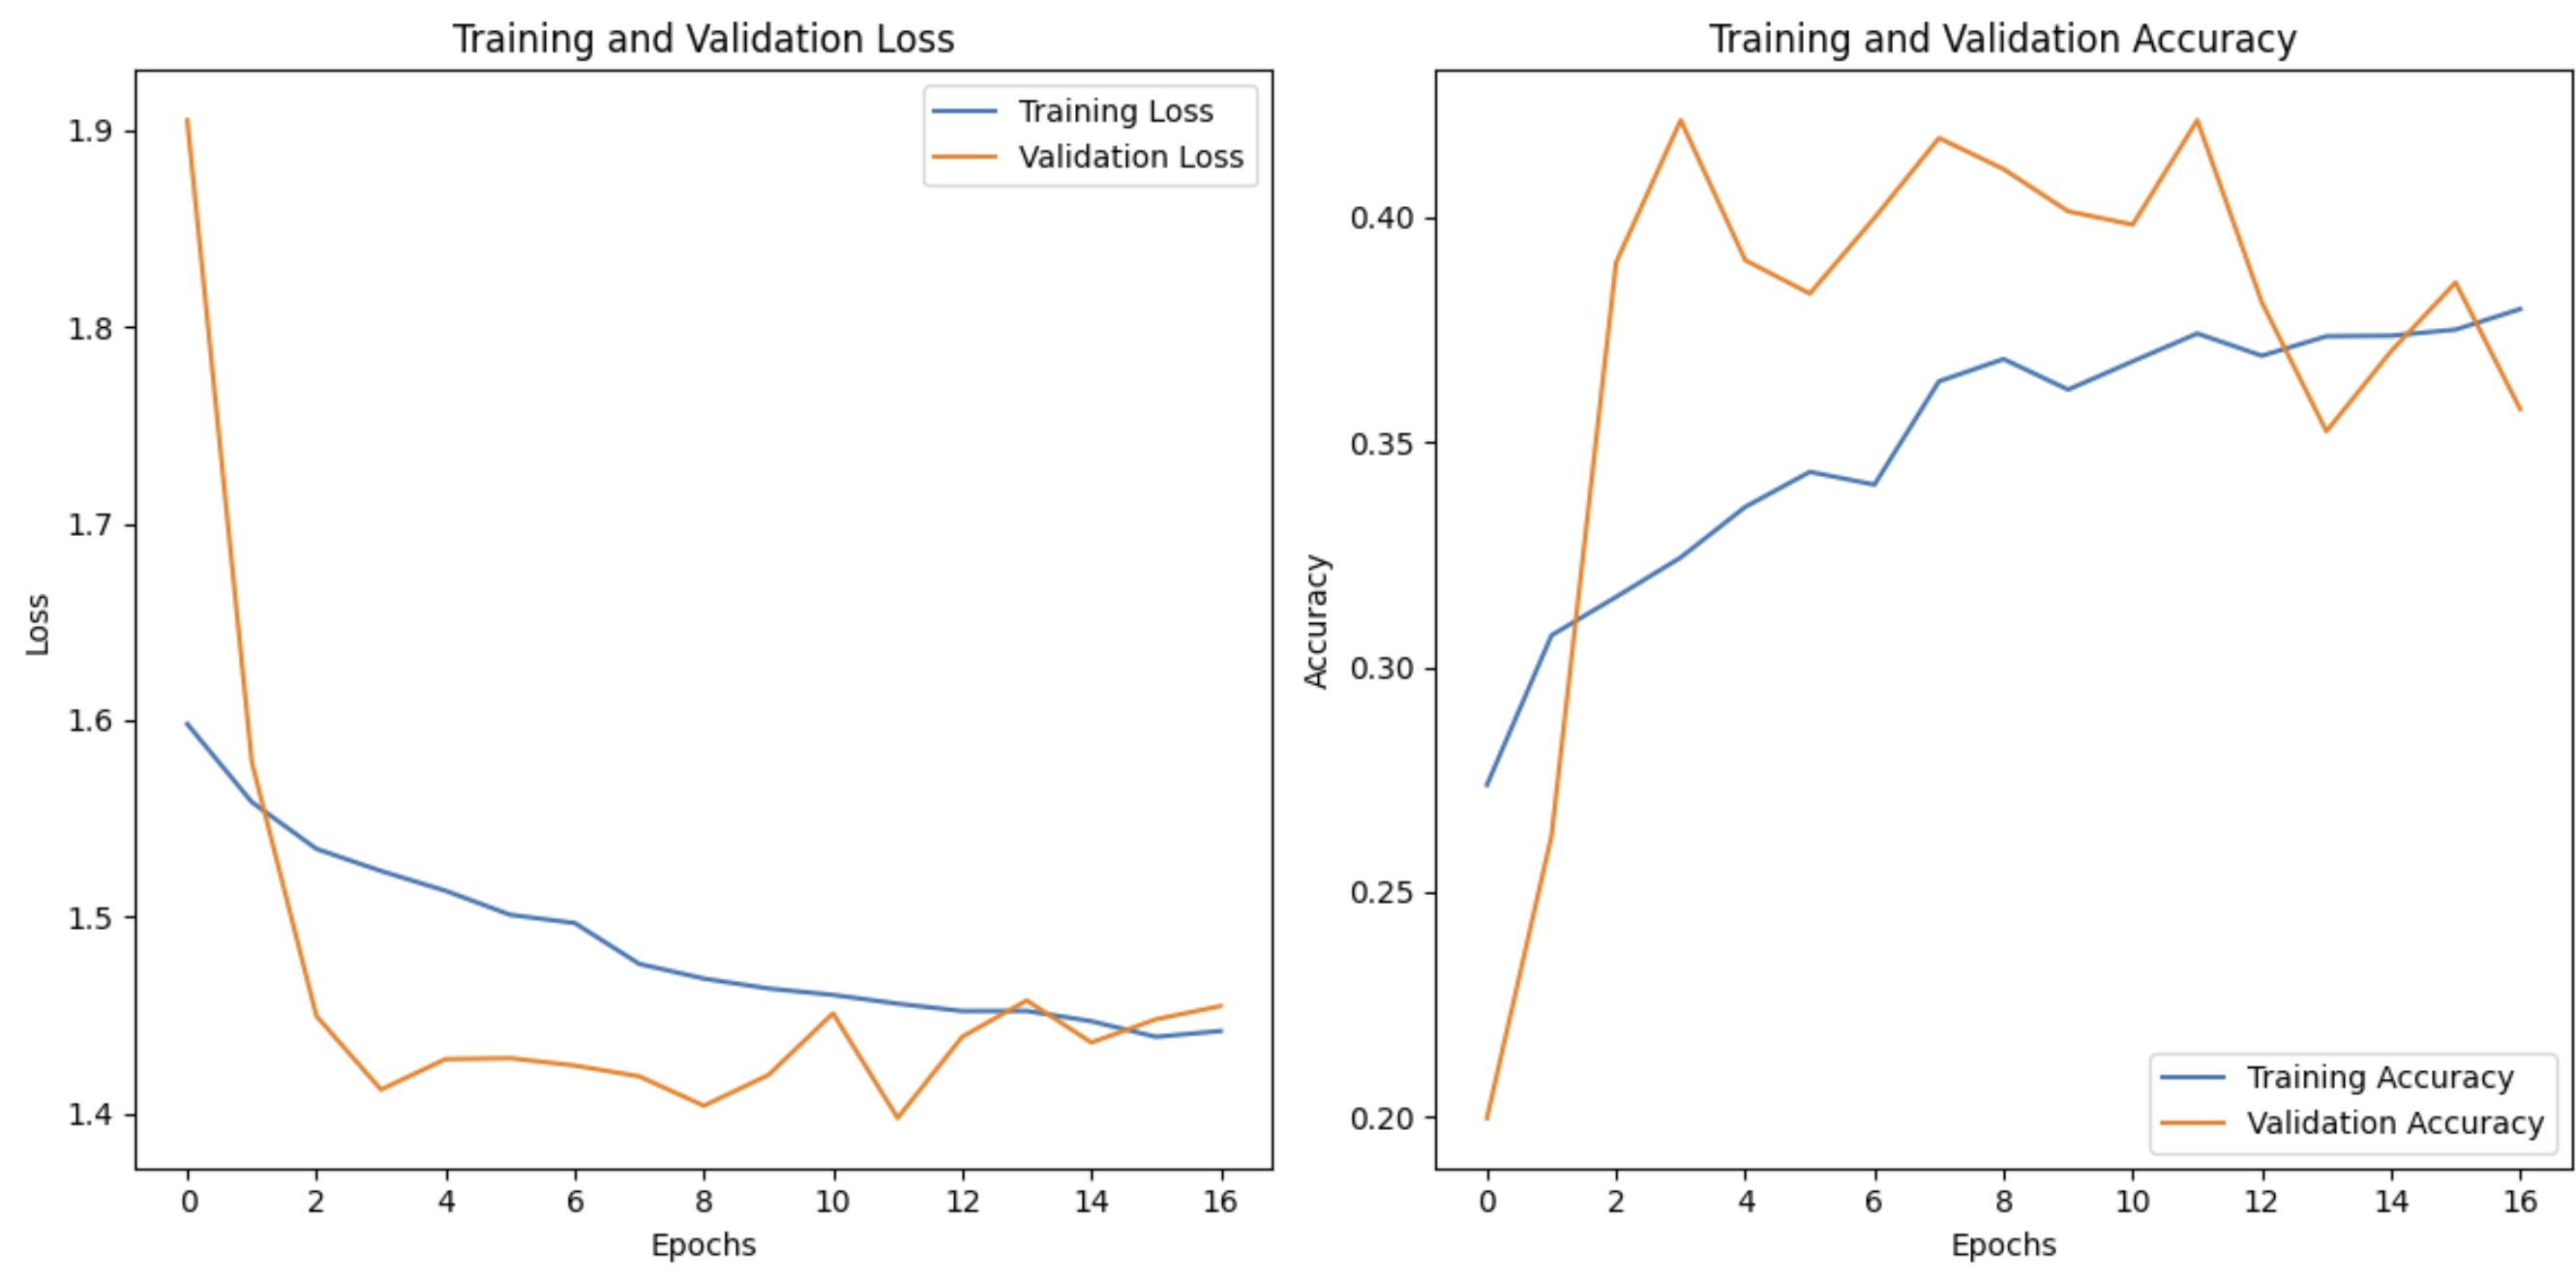 Training and Validation Loss
Training Loss
Validation Loss
1.9
1.8
1.7
1.6
1.5
1.4
Loss
0 2 4 6 8 10 12 14 16
Epochs
Training and Validation Accuracy
0.40
0.35
0.30
0.25
0.20
Accuracy
Training Accuracy
Validation Accuracy
0 2 4 6 8 10 12 14 16
Epochs